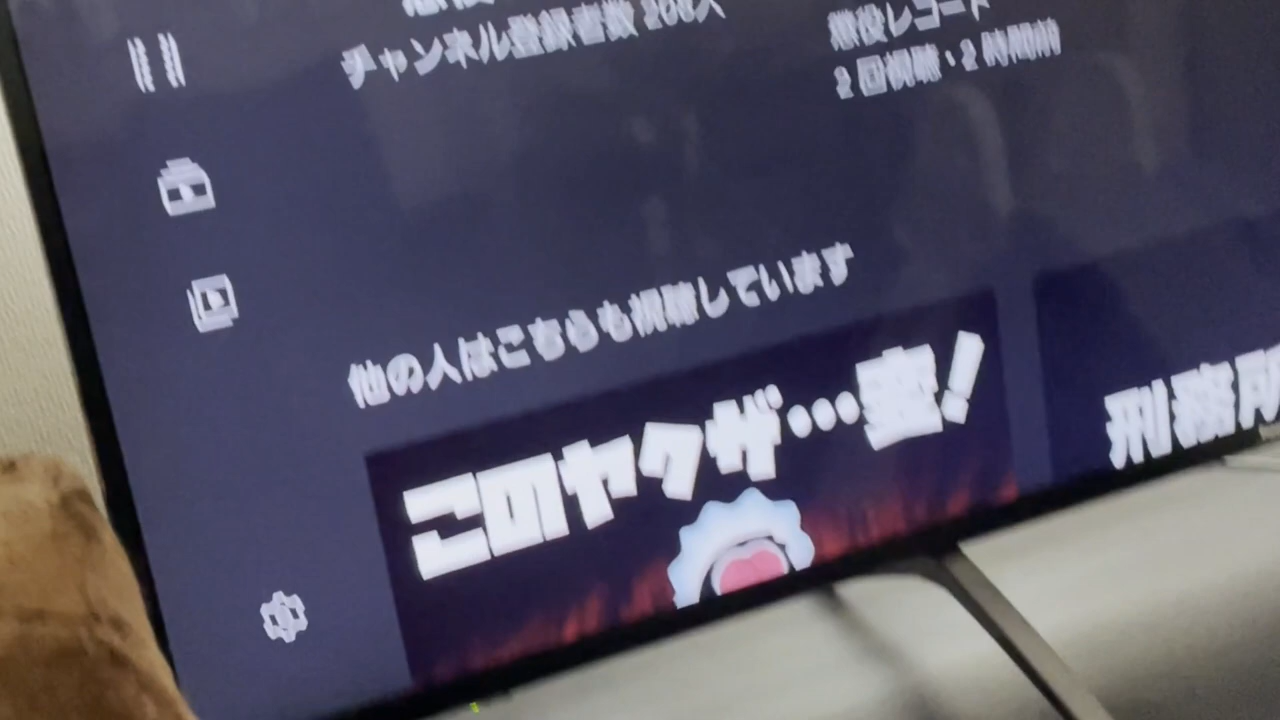 チャンネル登録者数 200人
懲役レコード
2 回視聴・2 時間前
他の人はこちらも視聴しています
このヤクザ…変!
刑務所